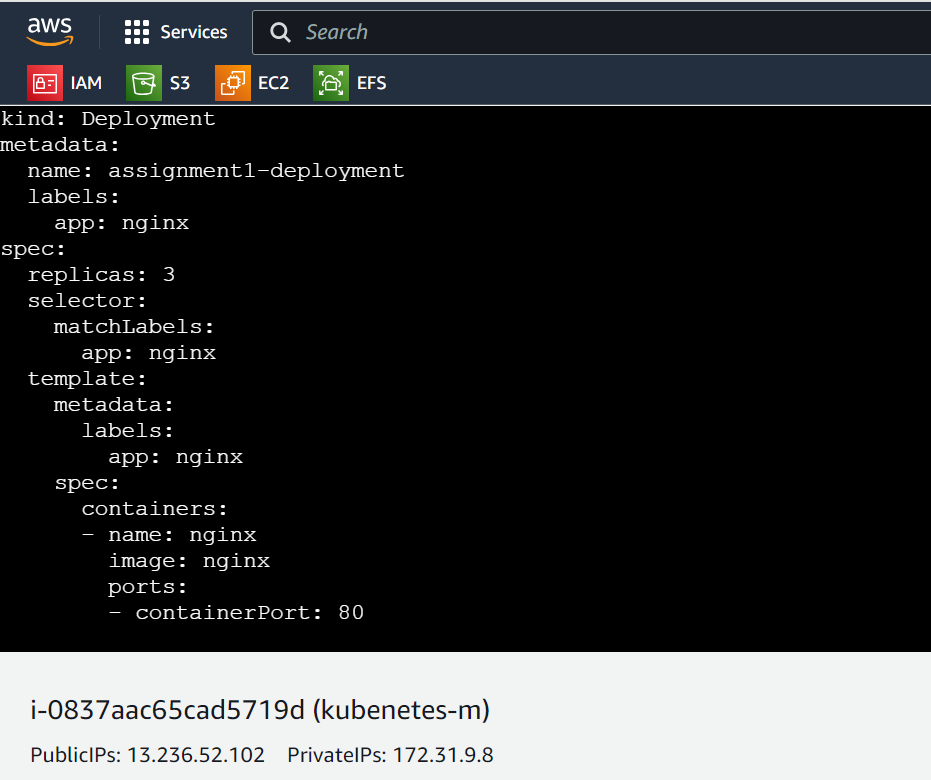 aws
Services
Search
IAM S3 EC2 EFS
kind: Deployment
metadata:
  name: assignment1-deployment
  labels:
    app: nginx
spec:
  replicas: 3
  selector:
    matchLabels:
      app: nginx
  template:
    metadata:
      labels:
        app: nginx
    spec:
      containers:
      - name: nginx
        image: nginx
        ports:
        - containerPort: 80
i-0837aac65cad5719d (kubenetes-m)
PublicIPs: 13.236.52.102 PrivateIPs: 172.31.9.8